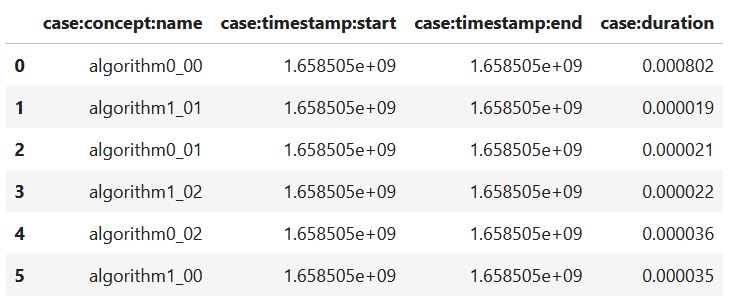 case:concept:name case:timestamp:start case:timestamp:end case:duration
0 algorithm0_00 1.658505e+09 1.658505e+09 0.000802
1 algorithm1_01 1.658505e+09 1.658505e+09 0.000019
2 algorithm0_01 1.658505e+09 1.658505e+09 0.000021
3 algorithm1_02 1.658505e+09 1.658505e+09 0.000022
4 algorithm0_02 1.658505e+09 1.658505e+09 0.000036
5 algorithm1_00 1.658505e+09 1.658505e+09 0.000035